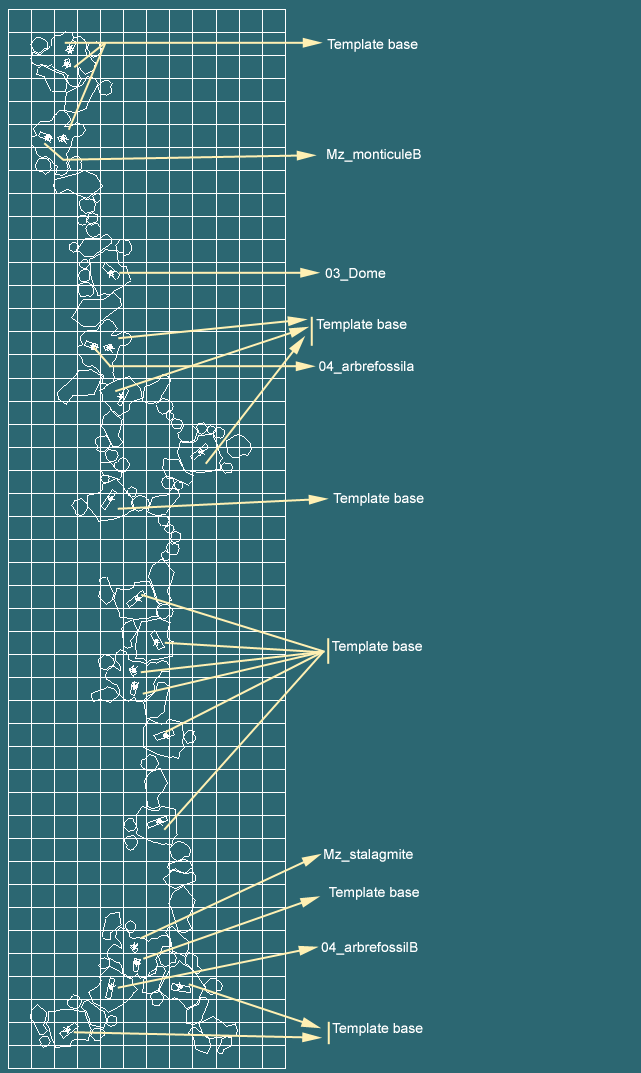 Template base
Mz_monticuleB
03_Dome
Template base
04_arbrefossila
Template base
Template base
Mz_stalagmite
Template base
04_arbrefossilB
Template base